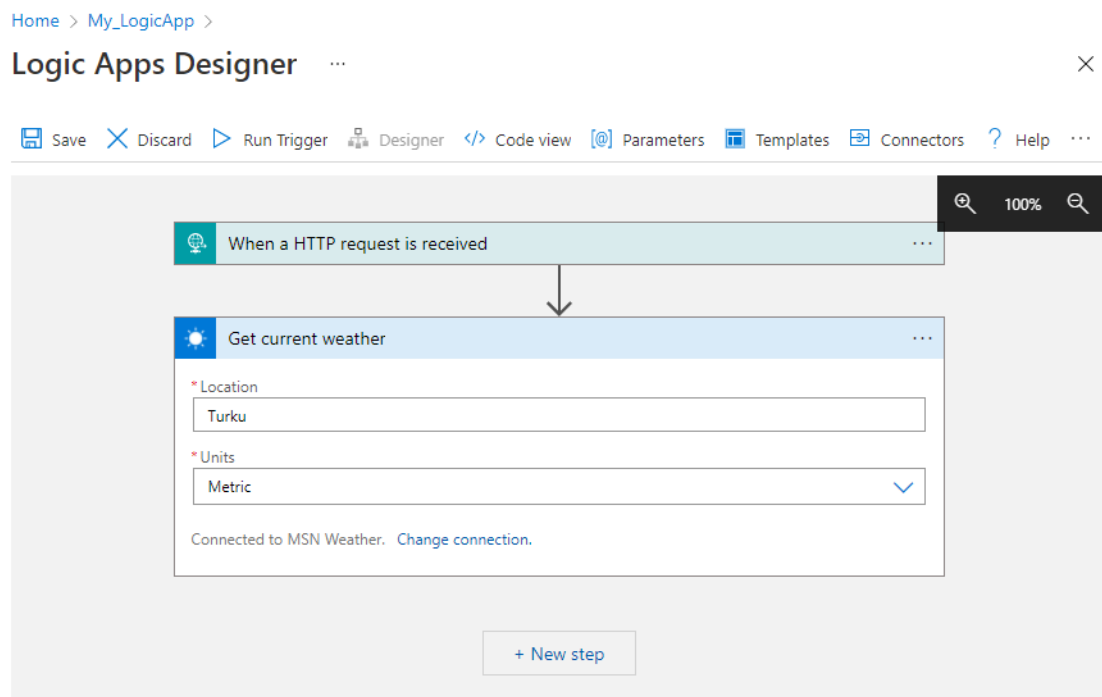 Home > My_LogicApp >
Logic Apps Designer ...
Save Discard Run Trigger Designer </> Code view [@] Parameters Templates Connectors ? Help ...
100%
When a HTTP request is received ...
Get current weather ...
* Location
Turku
* Units
Metric
Connected to MSN Weather. Change connection.
+ New step